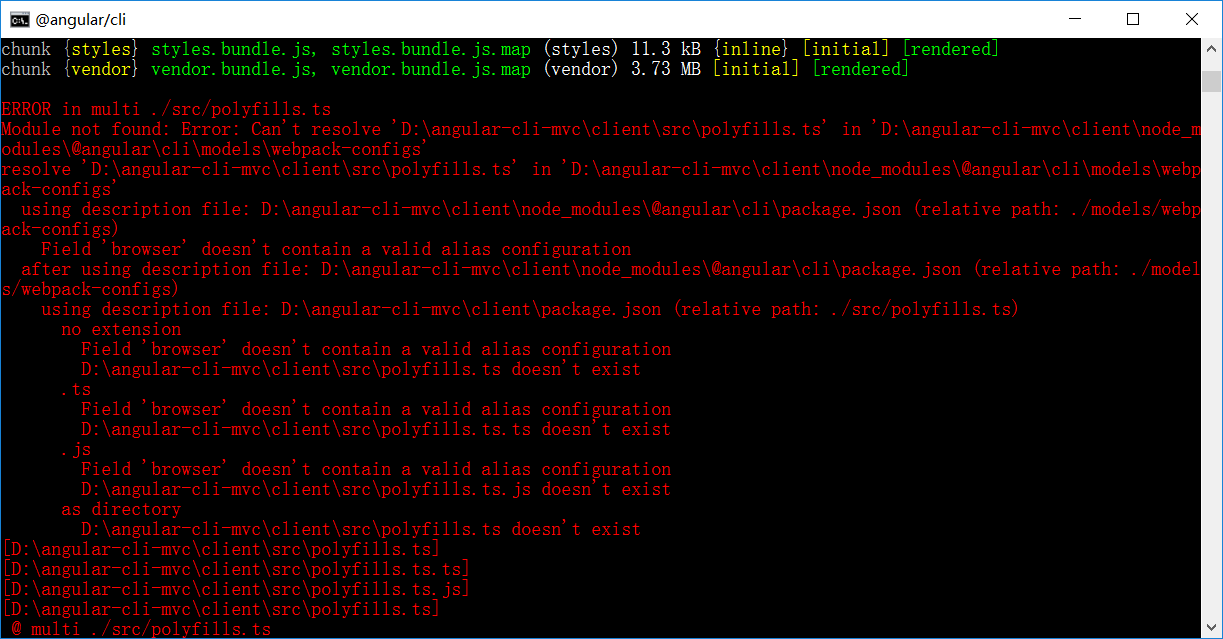 @angular/cli
chunk {styles} styles.bundle.js, styles.bundle.js.map (styles) 11.3 kB {inline} [initial] [rendered]
chunk {vendor} vendor.bundle.js, vendor.bundle.js.map (vendor) 3.73 MB [initial] [rendered]
ERROR in multi ./src/polyfills.ts
Module not found: Error: Can't resolve 'D:\angular-cli-mvc\client\src\polyfills.ts' in 'D:\angular-cli-mvc\client\node_m
odules\@angular\cli\models\webpack-configs'
resolve 'D:\angular-cli-mvc\client\src\polyfills.ts' in 'D:\angular-cli-mvc\client\node_modules\@angular\cli\models\webp
ack-configs'
  using description file: D:\angular-cli-mvc\client\node_modules\@angular\cli\package.json (relative path: ./models/webp
ack-configs)
    Field 'browser' doesn't contain a valid alias configuration
  after using description file: D:\angular-cli-mvc\client\node_modules\@angular\cli\package.json (relative path: ./model
s/webpack-configs)
    using description file: D:\angular-cli-mvc\client\package.json (relative path: ./src/polyfills.ts)
      no extension
        Field 'browser' doesn't contain a valid alias configuration
        D:\angular-cli-mvc\client\src\polyfills.ts doesn't exist
      .ts
        Field 'browser' doesn't contain a valid alias configuration
        D:\angular-cli-mvc\client\src\polyfills.ts.ts doesn't exist
      .js
        Field 'browser' doesn't contain a valid alias configuration
        D:\angular-cli-mvc\client\src\polyfills.ts.js doesn't exist
      as directory
        D:\angular-cli-mvc\client\src\polyfills.ts doesn't exist
[D:\angular-cli-mvc\client\src\polyfills.ts]
[D:\angular-cli-mvc\client\src\polyfills.ts.ts]
[D:\angular-cli-mvc\client\src\polyfills.ts.js]
[D:\angular-cli-mvc\client\src\polyfills.ts]
 @ multi ./src/polyfills.ts